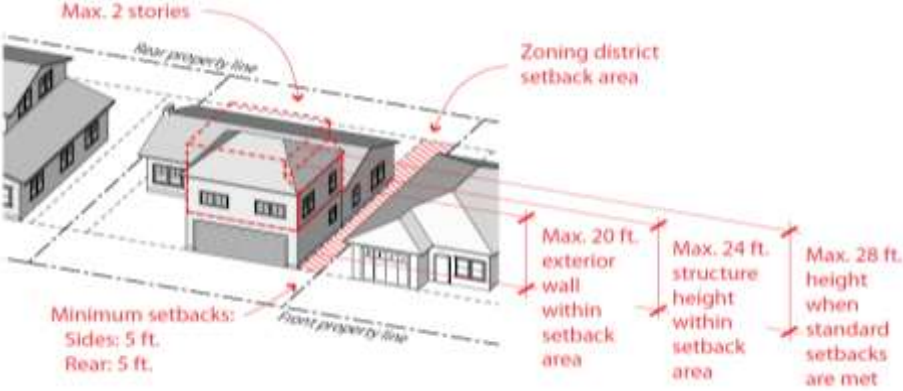 Max. 2 stories
Rear property line
Zoning district
setback area
Max. 20 ft.
exterior
wall
within
setback
area
Max. 24 ft.
structure
height
within
setback
area
Max. 28 ft.
height
when
standard
setbacks
are met
Minimum setbacks:
Sides: 5 ft.
Rear: 5 ft.
Front property line